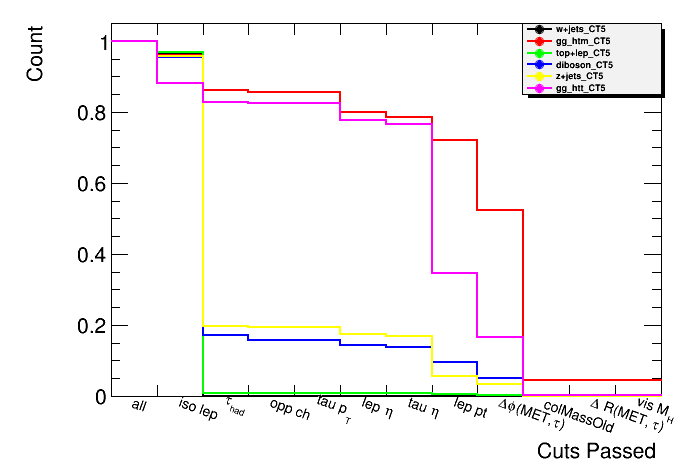 Count
w+jets_CT5
gg_htm_CT5
top+lep_CT5
diboson_CT5
z+jets_CT5
gg_htt_CT5
1
0.8
0.6
0.4
0.2
0
all
iso lep
τhad
opp ch
tau pT
lep η
tau η
lep pt
Δϕ(MET,τ)
colMassOld
Δ R(MET, τ)
vis MH
Cuts Passed